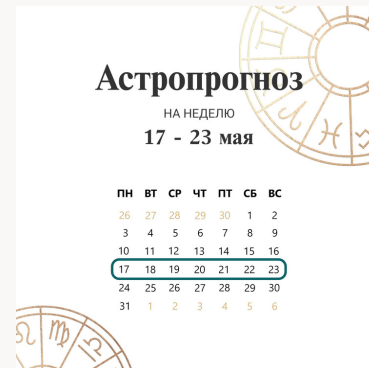 Астропрогноз
НА НЕДЕЛЮ
17 - 23 мая
ПН ВТ СР ЧТ ПТ СБ ВС
26 27 28 29 30 1 2
3 4 5 6 7 8 9
10 11 12 13 14 15 16
17 18 19 20 21 22 23
24 25 26 27 28 29 30
31 1 2 3 4 5 6